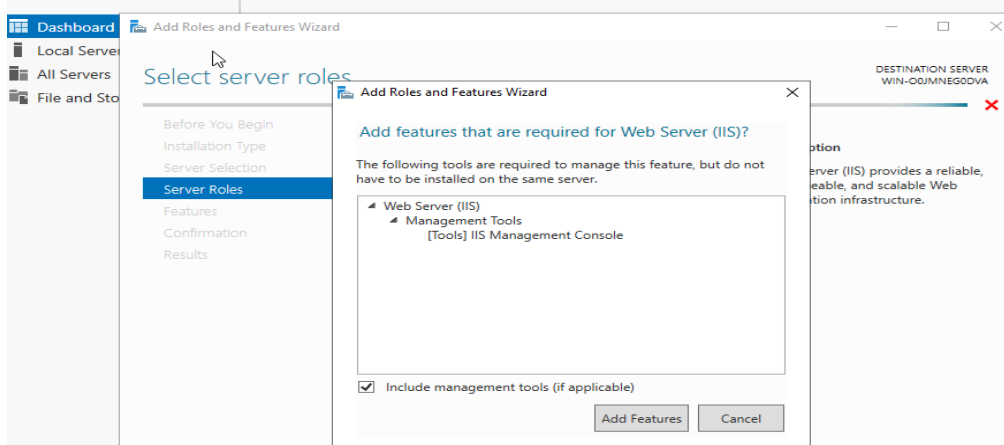 Dashboard
Local Server
All Servers
File and Sto
Add Roles and Features Wizard
Select server roles
DESTINATION SERVER
WIN-O0JMNEG0DVA
Before You Begin
Installation Type
Server Selection
Server Roles
Features
Confirmation
Results
Add Roles and Features Wizard
Add features that are required for Web Server (IIS)?
The following tools are required to manage this feature, but do not
have to be installed on the same server.
Web Server (IIS)
Management Tools
[Tools] IIS Management Console
Include management tools (if applicable)
Add Features
Cancel
ption
erver (IIS) provides a reliable,
eable, and scalable Web
ation infrastructure.